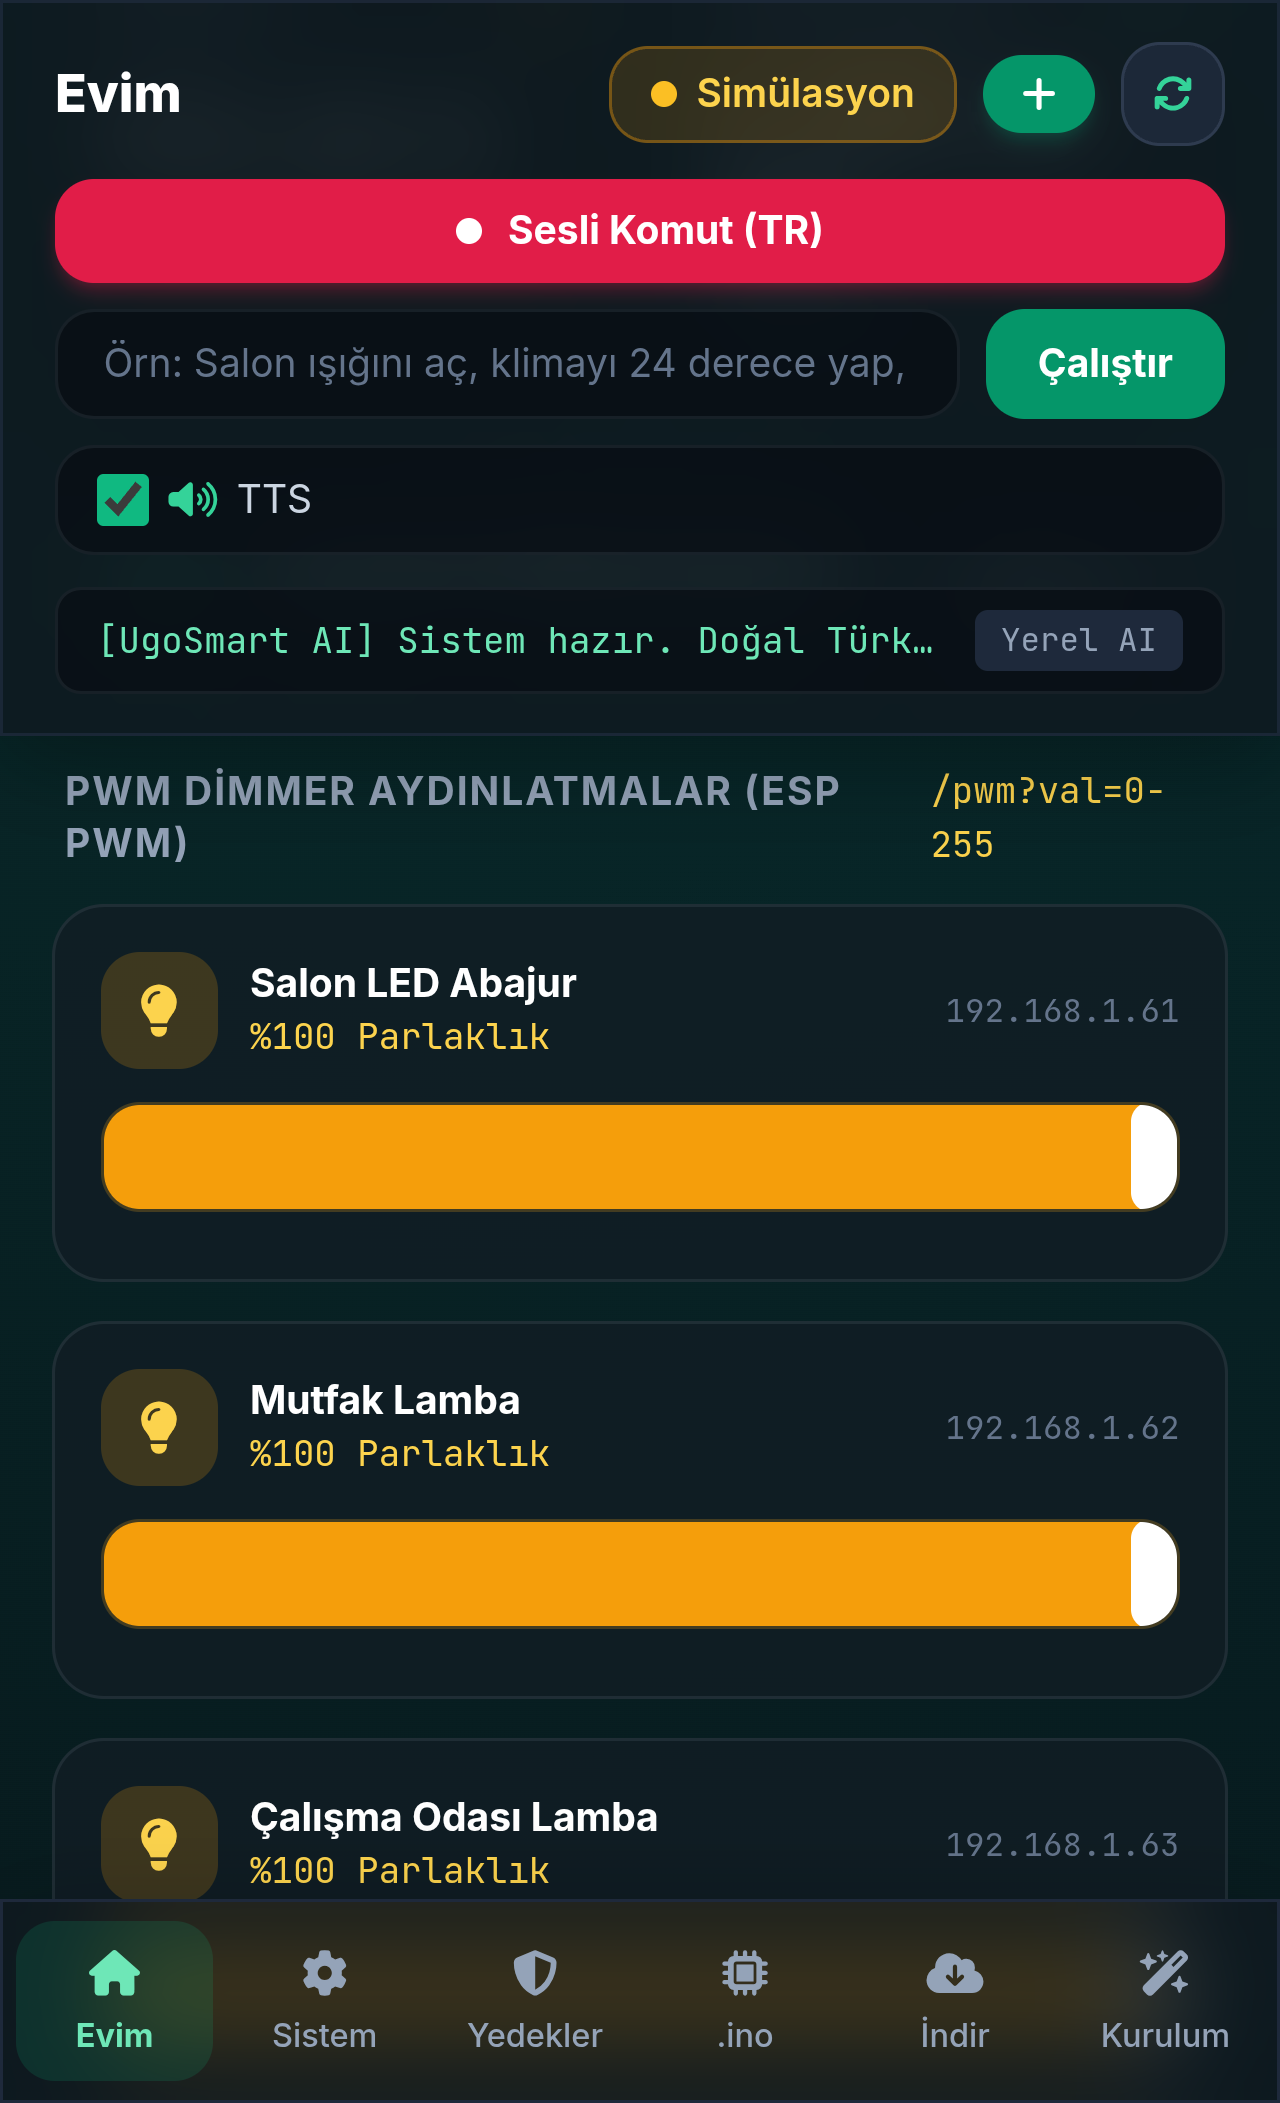 Evim
Simülasyon
Sesli Komut (TR)
Örn: Salon ışığını aç, klimayı 24 derece yap,
Çalıştır
TTS
[UgoSmart AI] Sistem hazır. Doğal Türk…
Yerel AI
PWM DİMMER AYDINLATMALAR (ESP
PWM)
/pwm?val=0-
255
Salon LED Abajur
%100 Parlaklık
192.168.1.61
Mutfak Lamba
%100 Parlaklık
192.168.1.62
Çalışma Odası Lamba
%100 Parlaklık
192.168.1.63
Evim
Sistem
Yedekler
.ino
İndir
Kurulum